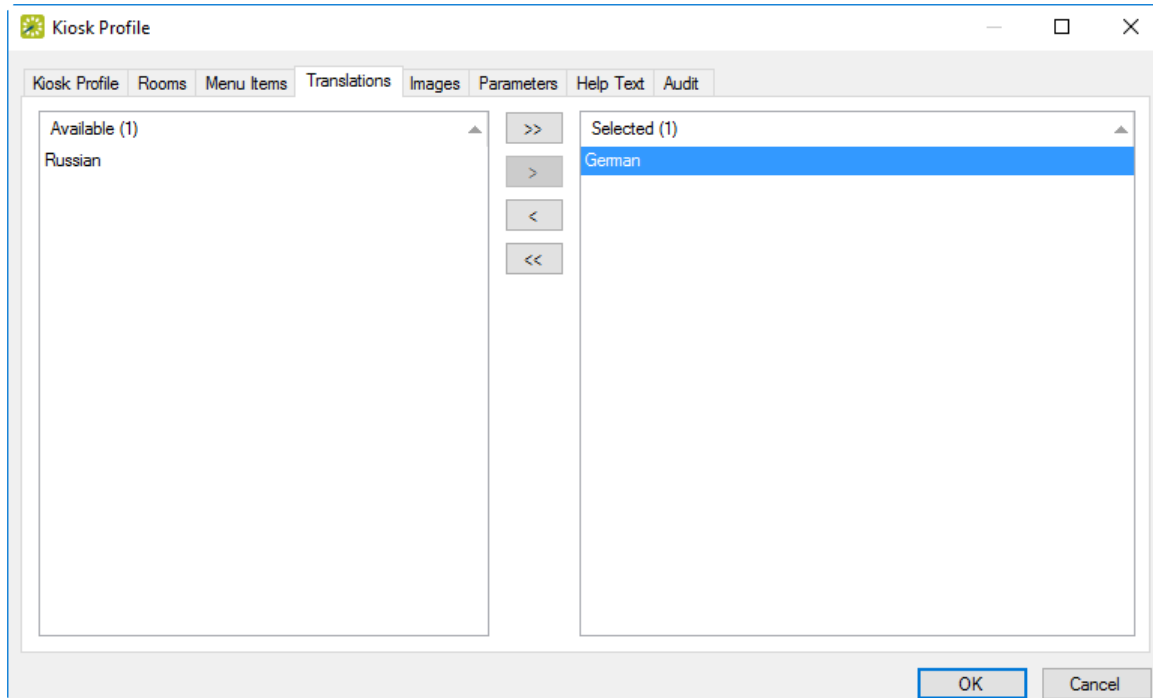 Kiosk Profile
Kiosk Profile Rooms Menu Items Translations Images Parameters Help Text Audit
Available (1)
Russian
>>
>
<
<<
Selected (1)
German
OK Cancel